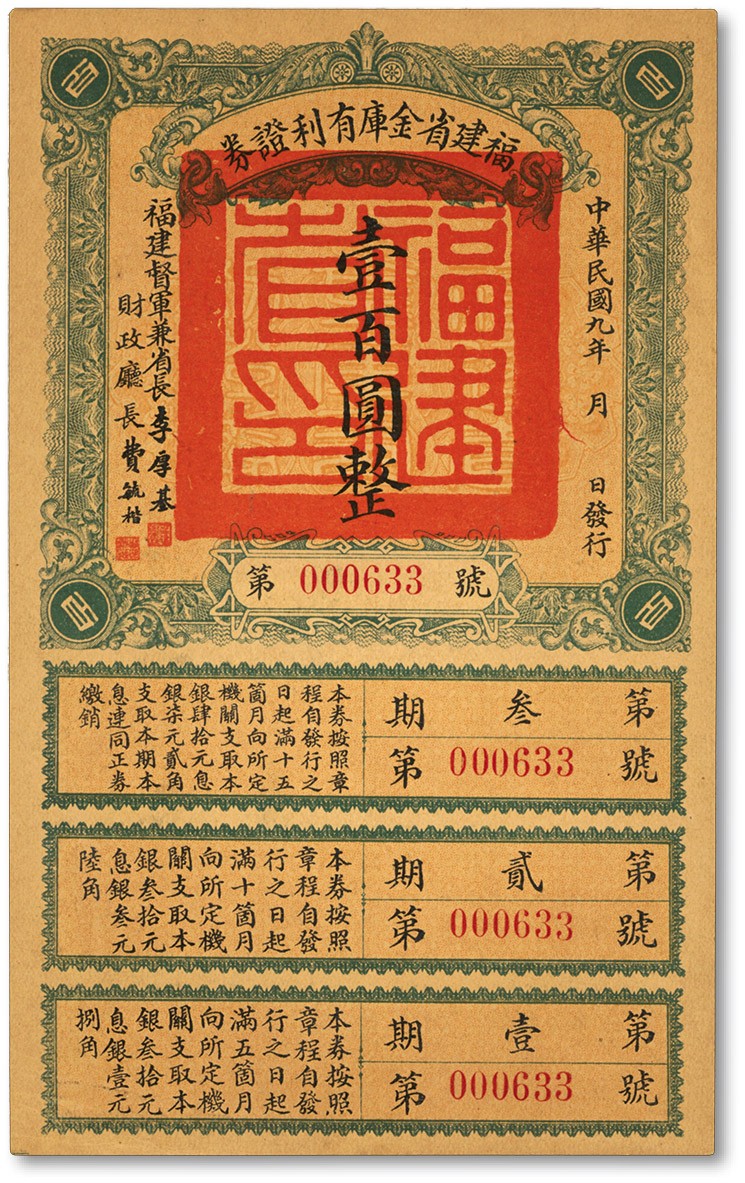 百
百
福建省金庫有利證券
中華民國九年　月　日發行
壹百圓整
福建省印
福建督軍兼省長李厚基
財政廳長費毓楷
第 000633 號
百
百
第叁期
第 000633 號
本券按照章
程自發行之
日起滿十五
箇月向所定
機關支取本
銀肆拾元息
銀柒元貳角
支取本期本
息連同正券
繳銷
第貳期
第 000633 號
本券按照
章程自發
行之日起
滿十箇月
向所定機
關支取本
銀叁拾元
息銀叁元
陸角
第壹期
第 000633 號
本券按照
章程自發
行之日起
滿五箇月
向所定機
關支取本
銀叁拾元
息銀壹元
捌角